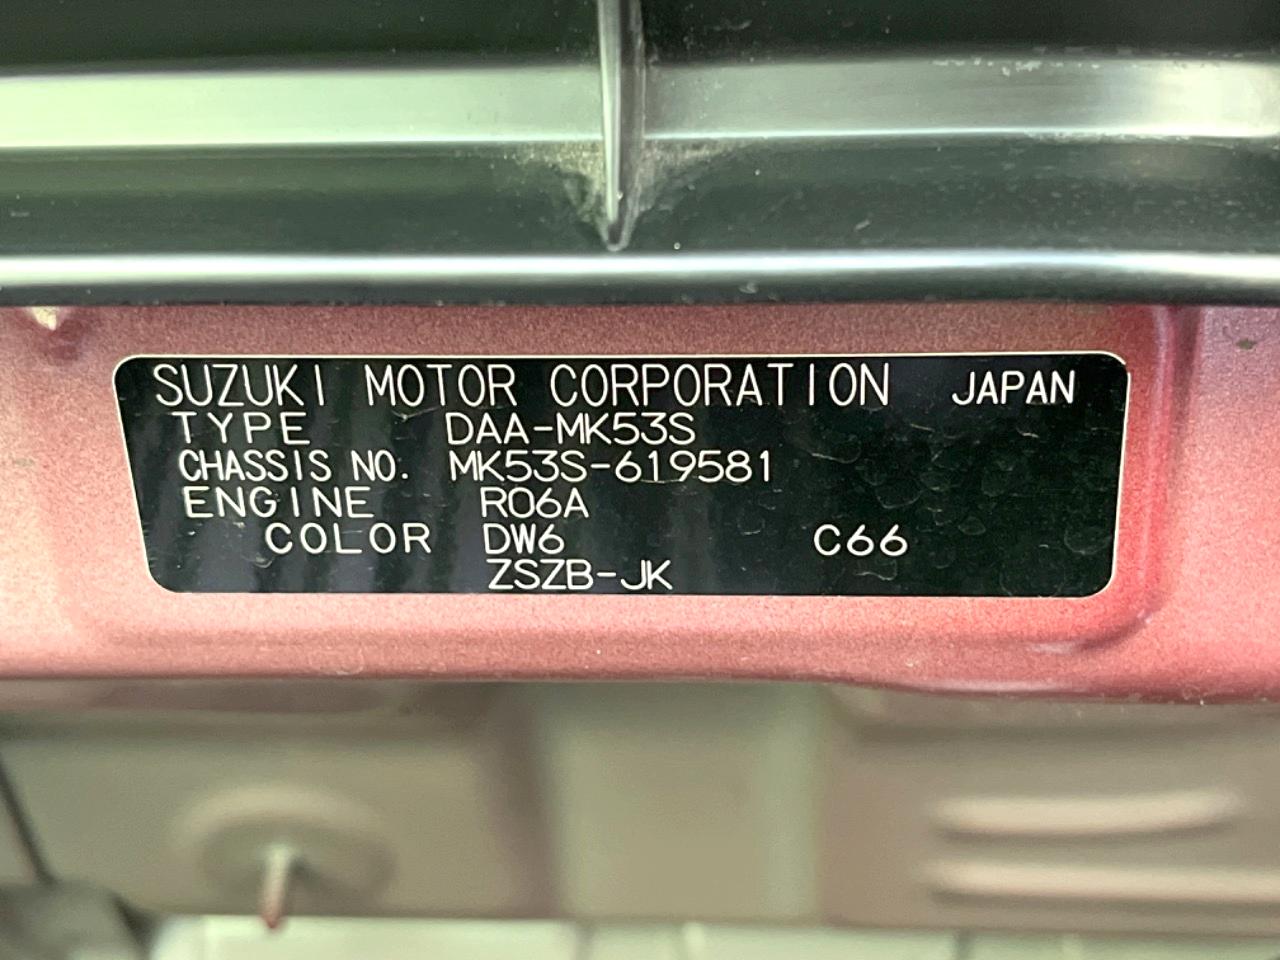 SUZUKI MOTOR CORPORATION JAPAN
TYPE DAA-MK53S
CHASSIS NO. MK53S-619581
ENGINE R06A
COLOR DW6 C66
ZSZB-JK